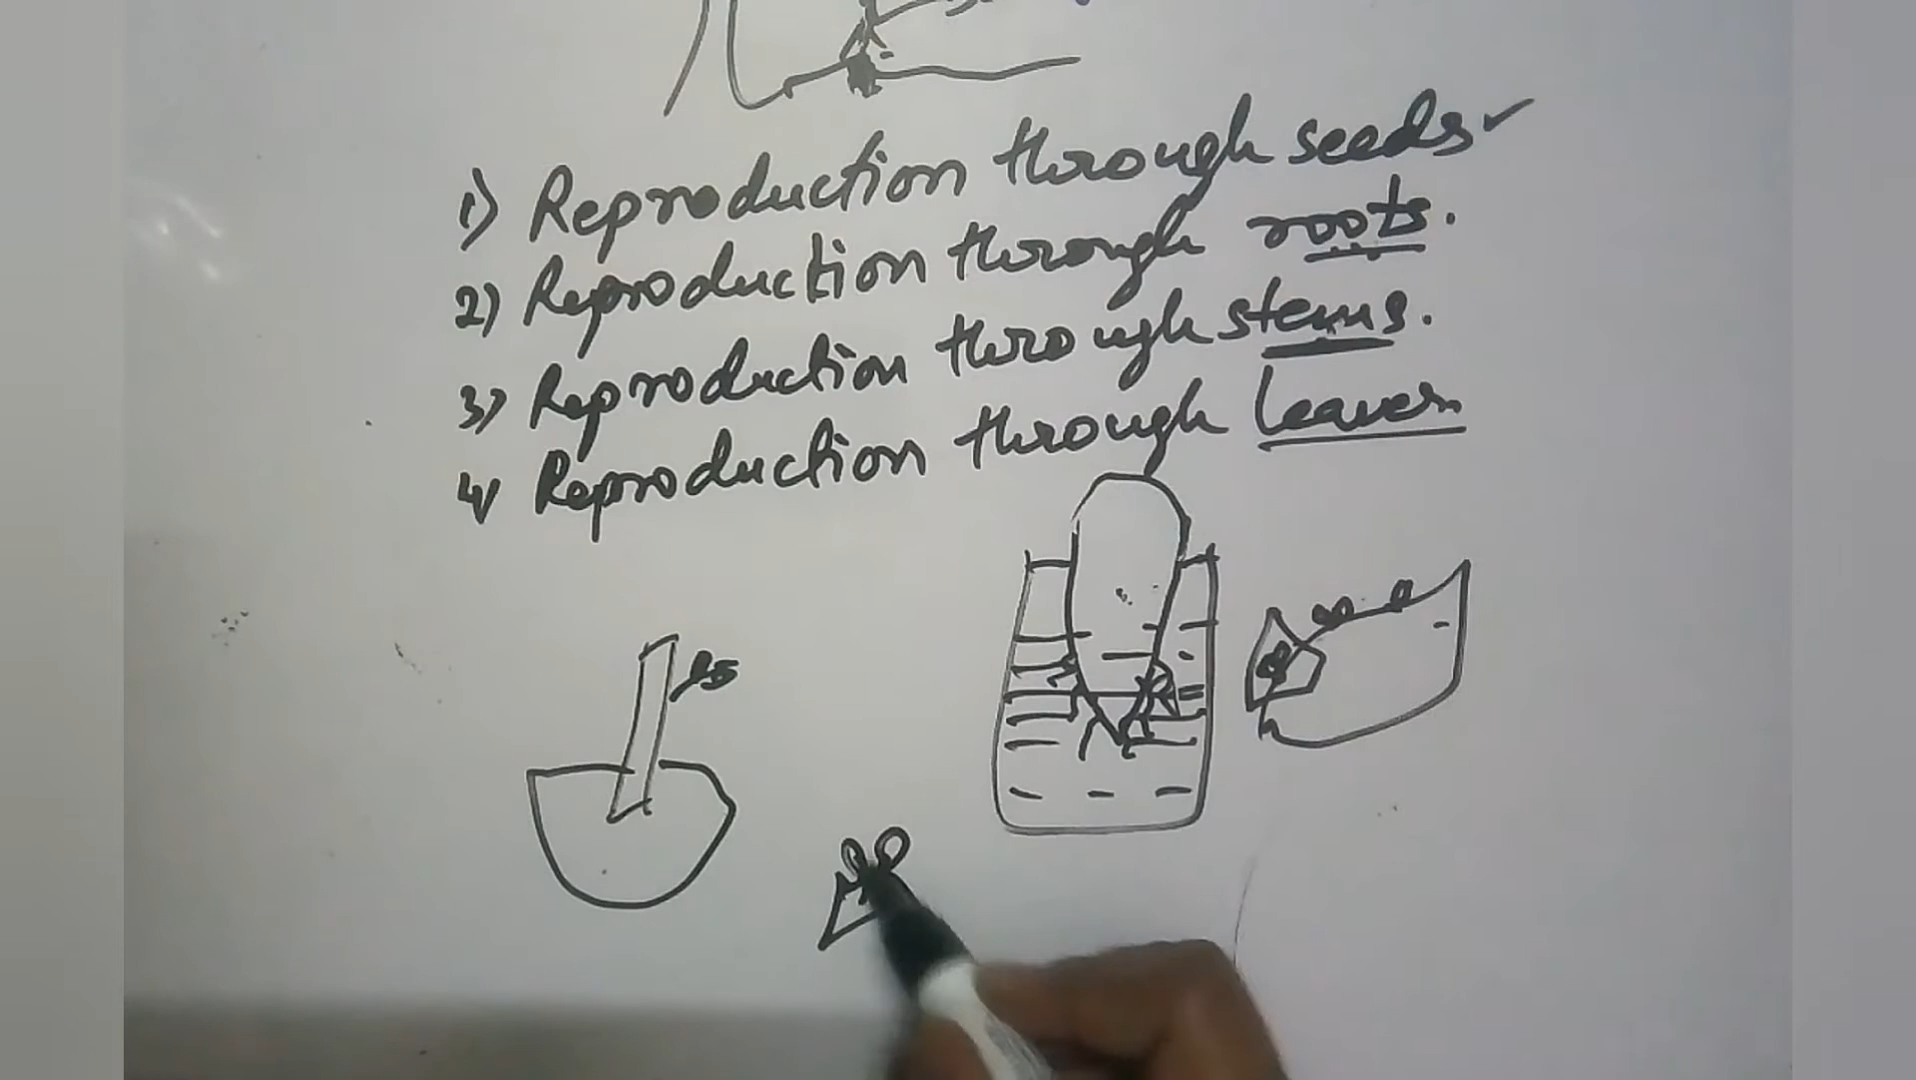 1) Reproduction through seeds ✓
2) Reproduction through roots.
3) Reproduction through stems.
4) Reproduction through leaves